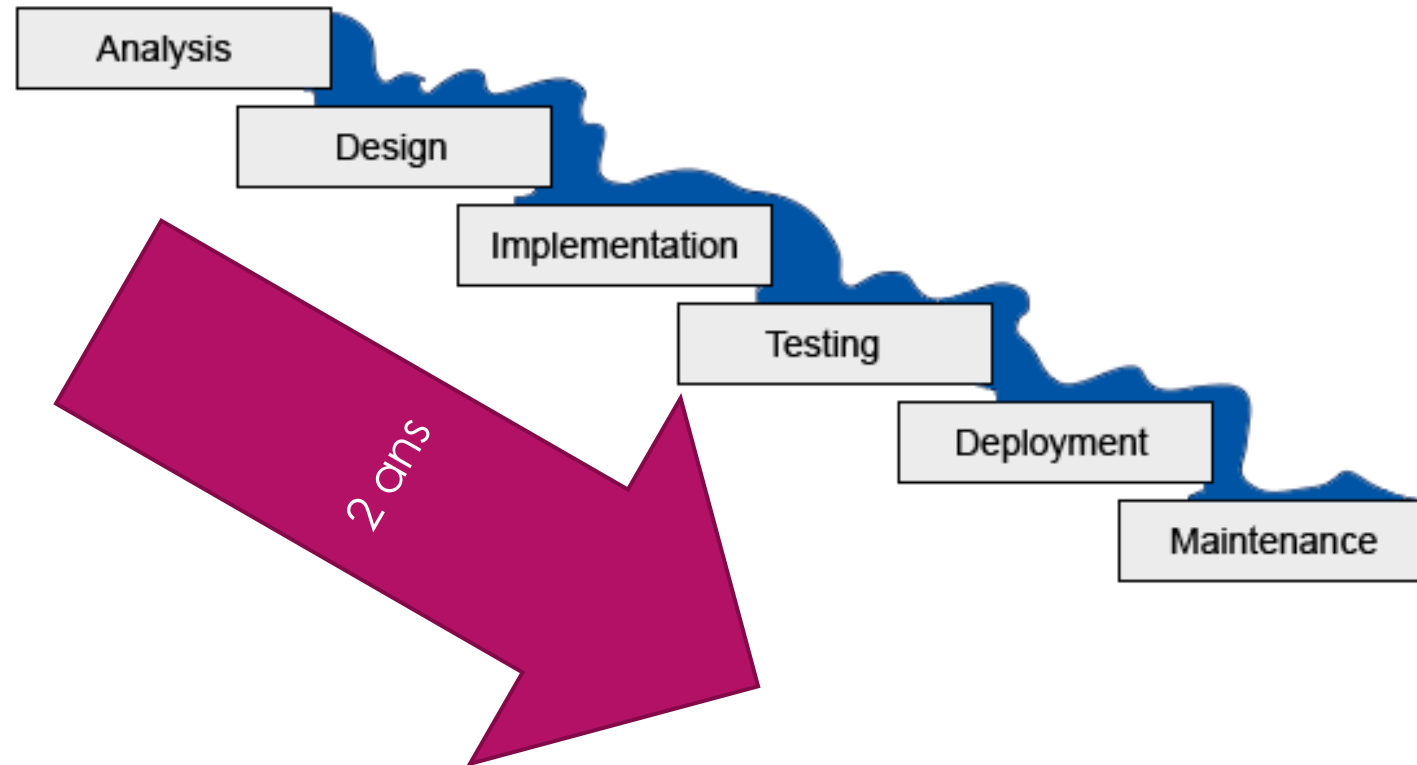 Analysis
Design
Implementation
Testing
Deployment
Maintenance
2 ans